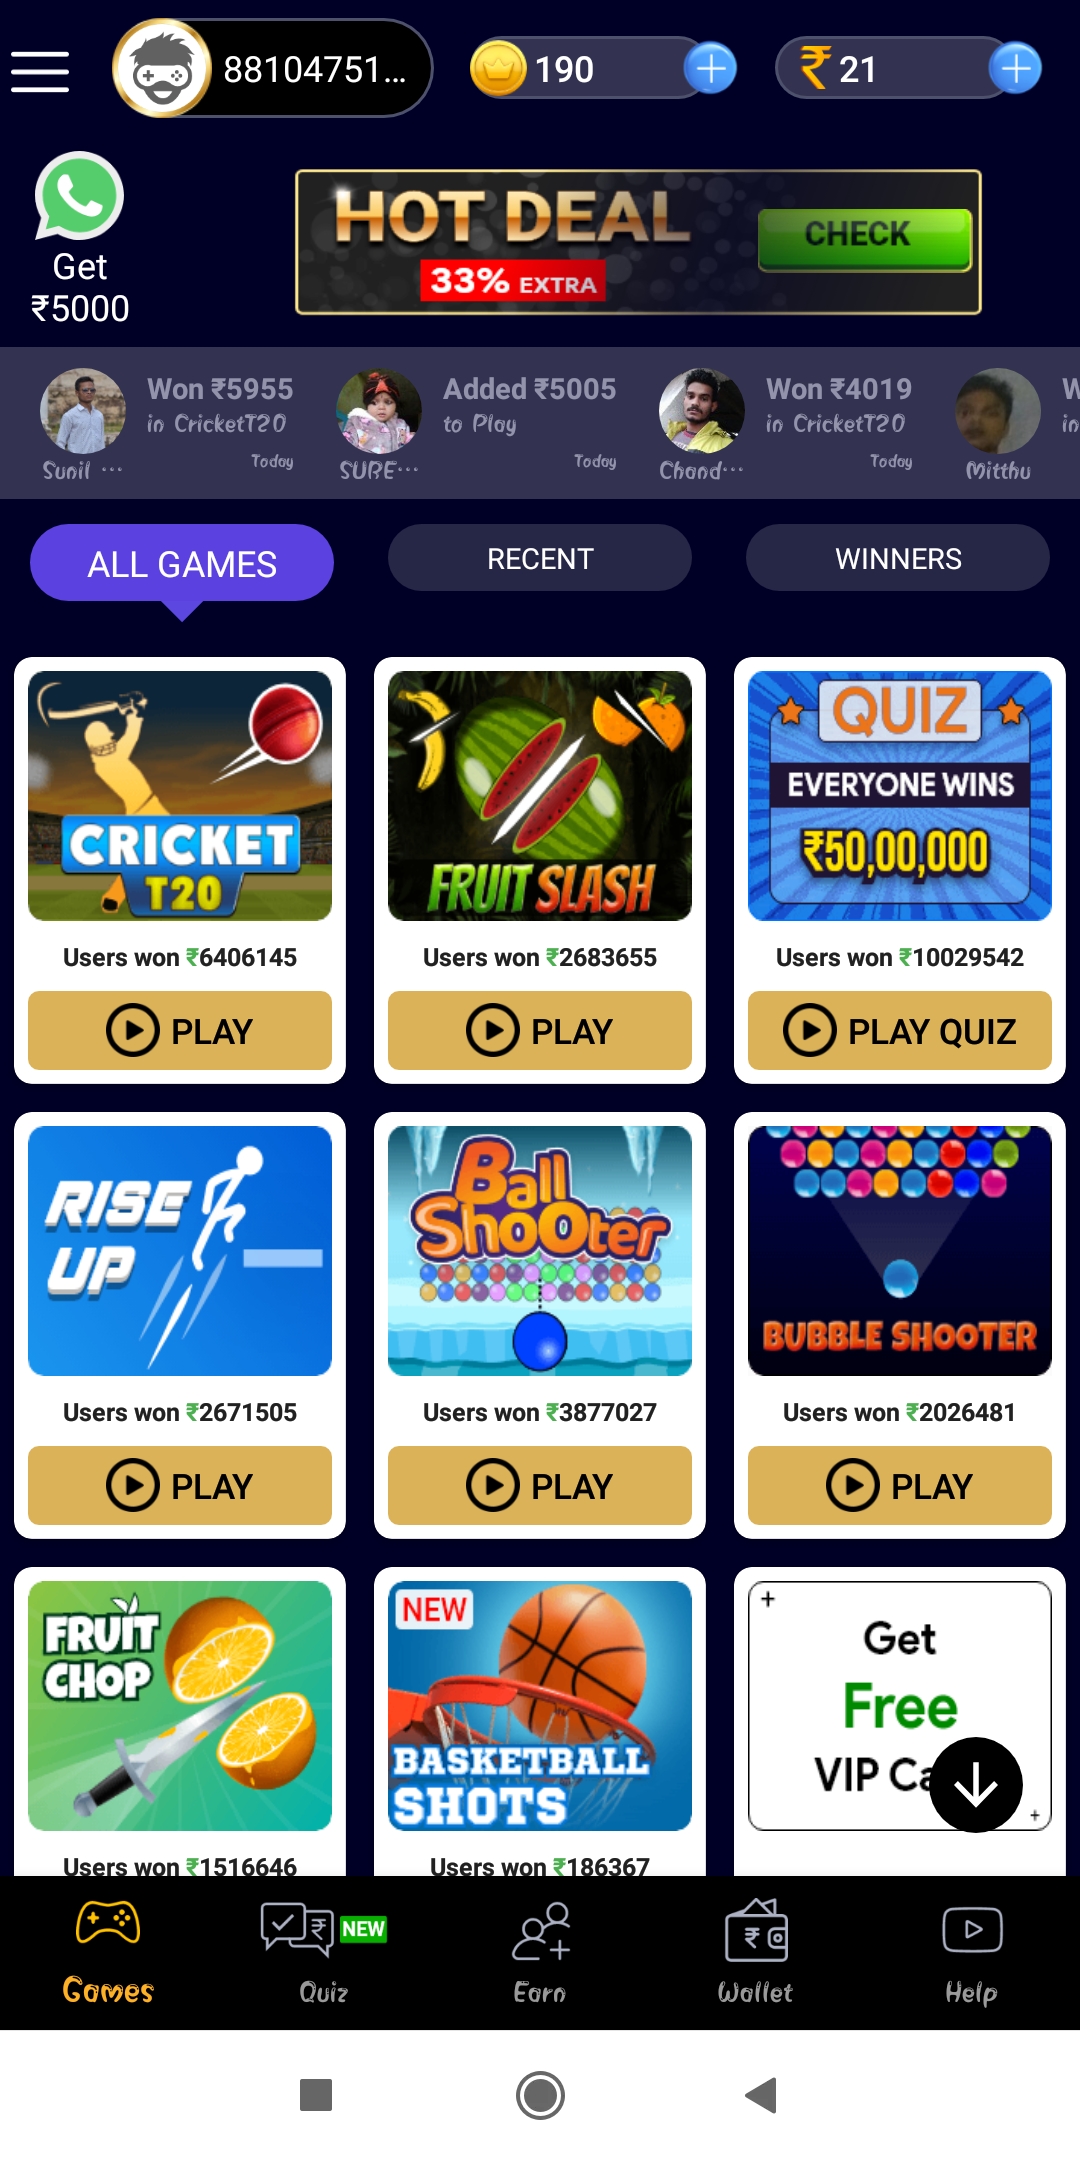 88104751...
190
₹ 21
Get
₹5000
HOT DEAL
33% EXTRA
CHECK
Won ₹5955
in CricketT20
Today
Sunil ...
Added ₹5005
to Play
Today
SURE...
Won ₹4019
in CricketT20
Today
Chand...
Mitthu
W
in
ALL GAMES
RECENT
WINNERS
CRICKET
T20
Users won ₹6406145
PLAY
FRUIT SLASH
Users won ₹2683655
PLAY
QUIZ
EVERYONE WINS
₹50,00,000
Users won ₹10029542
PLAY QUIZ
RISE
UP
Users won ₹2671505
PLAY
Ball
Shooter
Users won ₹3877027
PLAY
BUBBLE SHOOTER
Users won ₹2026481
PLAY
FRUIT
CHOP
Users won ₹1516646
NEW
BASKETBALL
SHOTS
Users won ₹186367
Get
Free
VIP Ca
Games
Quiz
NEW
Earn
Wallet
Help